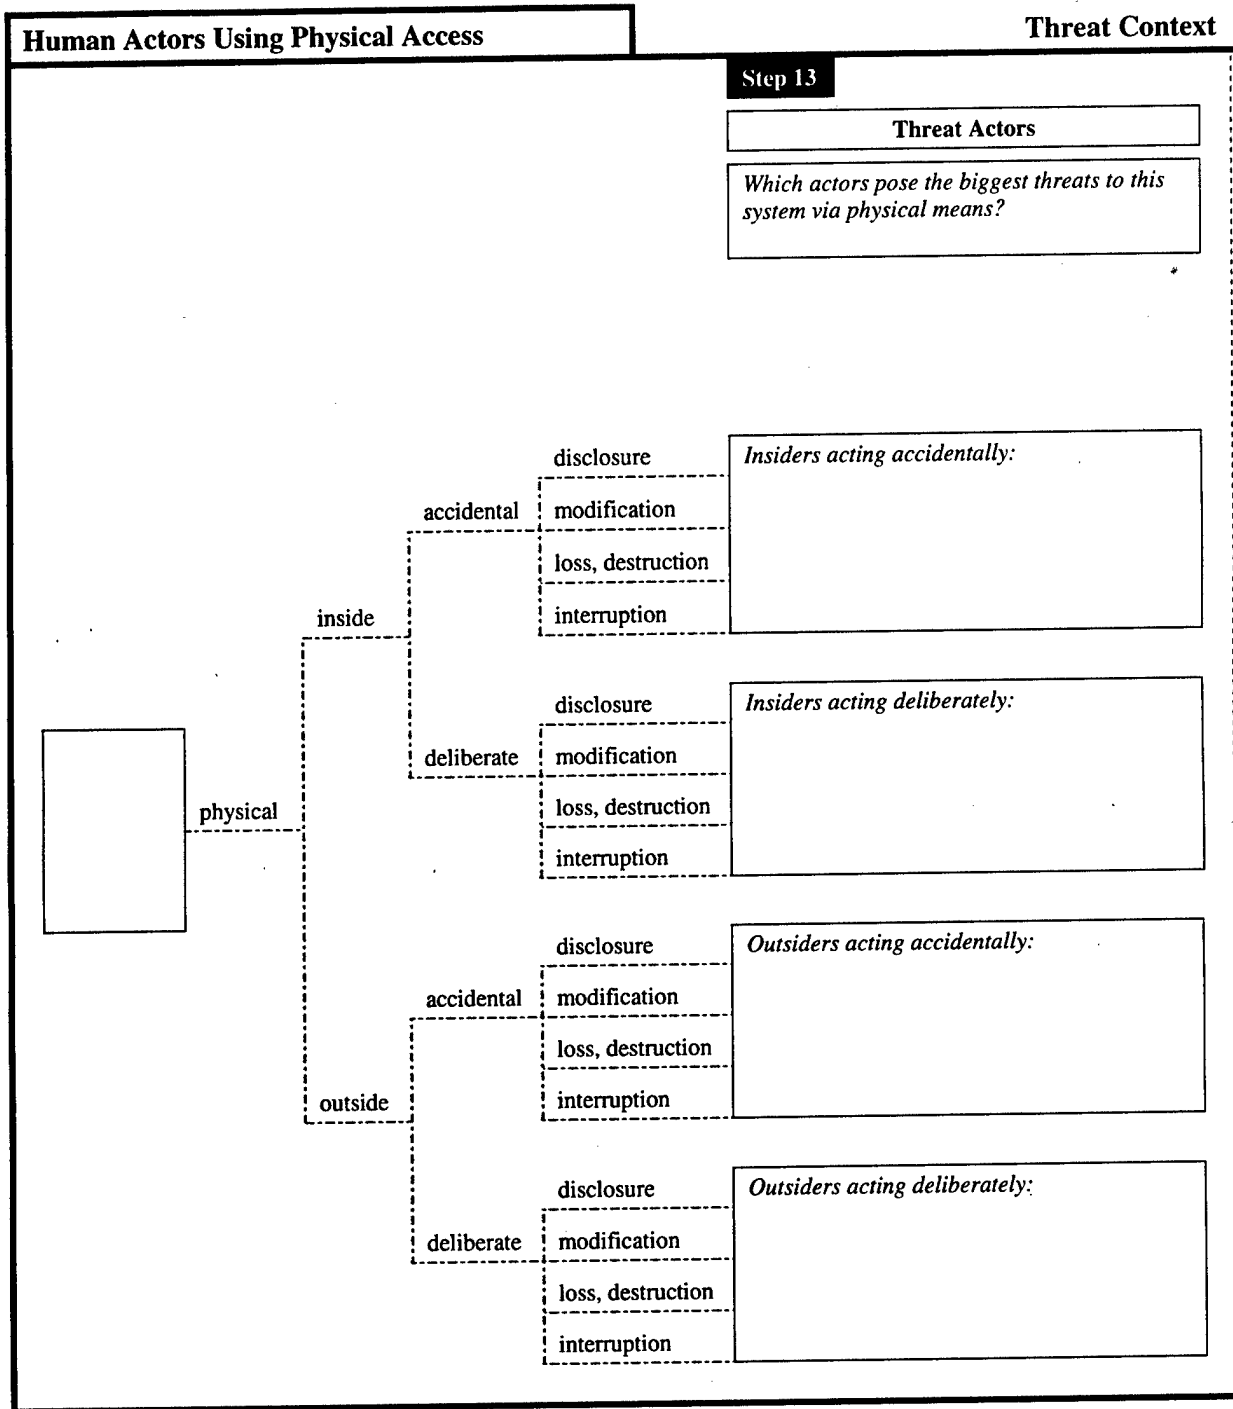 Human Actors Using Physical Access
Threat Context
Step 13
Threat Actors
Which actors pose the biggest threats to this
system via physical means?
disclosure
Insiders acting accidentally:
accidental
modification
loss, destruction
inside
interruption
disclosure
Insiders acting deliberately:
deliberate
modification
physical
loss, destruction
interruption
disclosure
Outsiders acting accidentally:
accidental
modification
loss, destruction
outside
interruption
disclosure
Outsiders acting deliberately:
deliberate
modification
loss, destruction
interruption